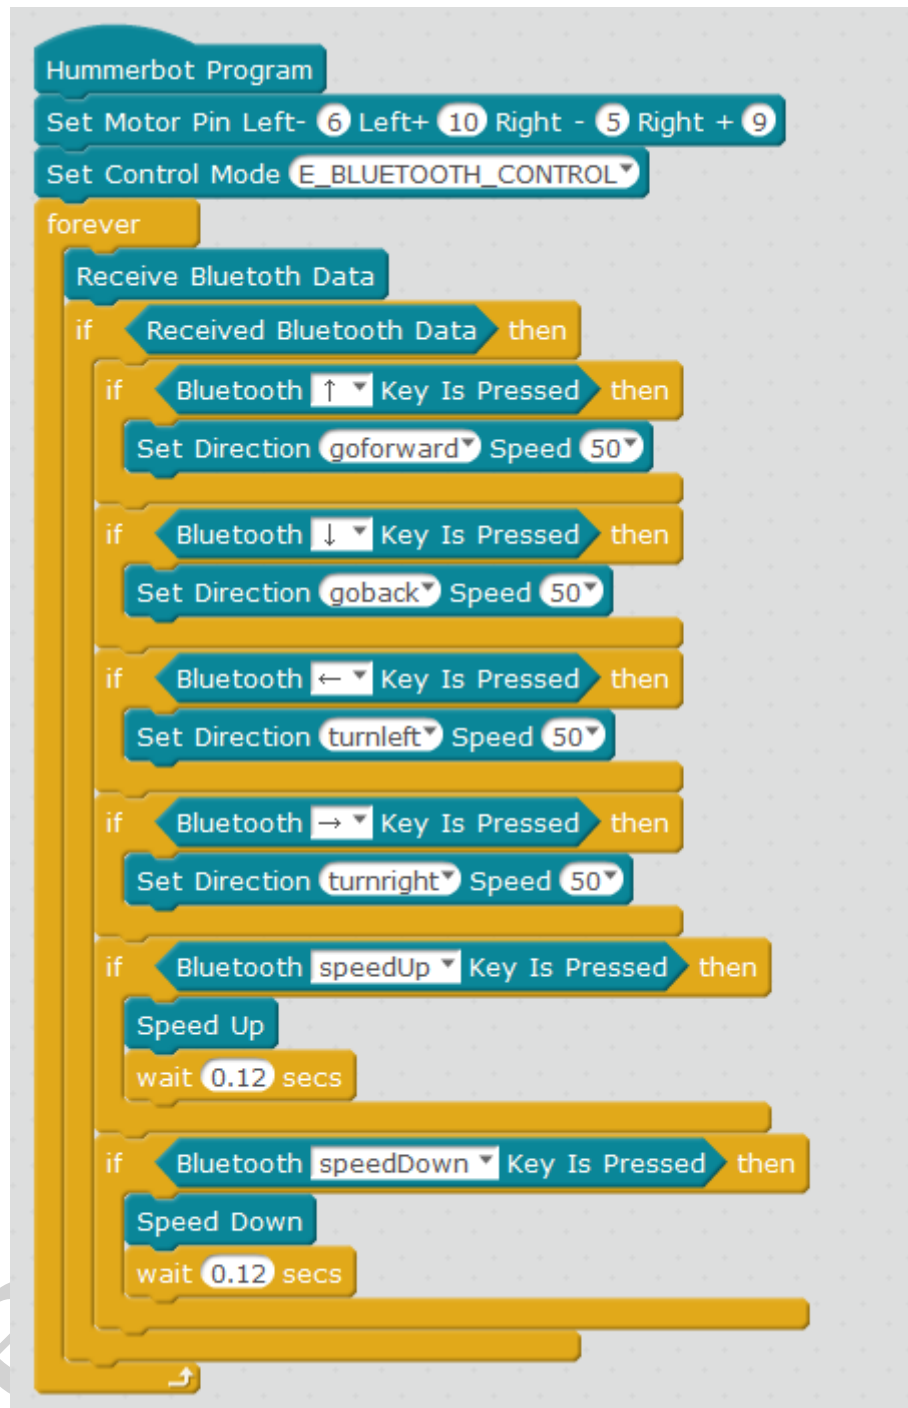 Hummerbot Program
Set Motor Pin Left- 6 Left+ 10 Right - 5 Right + 9
Set Control Mode E_BLUETOOTH_CONTROL
forever
Receive Bluetoth Data
if Received Bluetooth Data then
if Bluetooth ↑ Key Is Pressed then
Set Direction goforward Speed 50
if Bluetooth ↓ Key Is Pressed then
Set Direction goback Speed 50
if Bluetooth ← Key Is Pressed then
Set Direction turnleft Speed 50
if Bluetooth → Key Is Pressed then
Set Direction turnright Speed 50
if Bluetooth speedUp Key Is Pressed then
Speed Up
wait 0.12 secs
if Bluetooth speedDown Key Is Pressed then
Speed Down
wait 0.12 secs